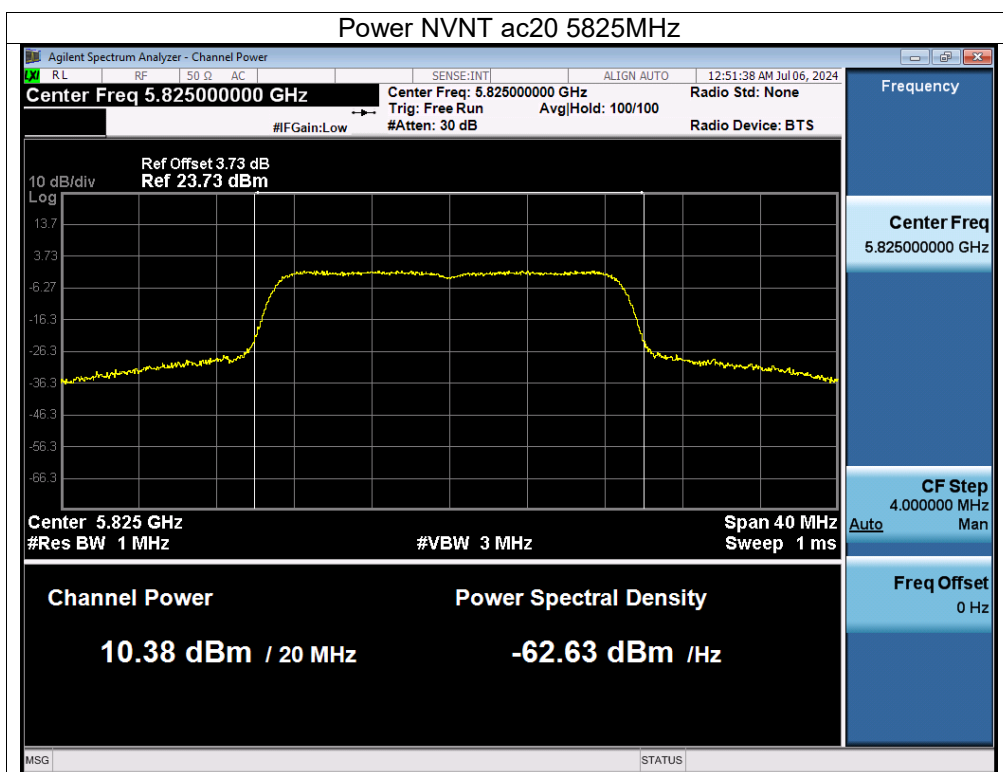 Power NVNT ac20 5825MHz
Agilent Spectrum Analyzer - Channel Power
LXI RL RF 50 Ω AC SENSE:INT ALIGN AUTO 12:51:38 AM Jul 06, 2024
Center Freq 5.825000000 GHz
Center Freq: 5.825000000 GHz Radio Std: None
Trig: Free Run Avg|Hold: 100/100
#IFGain:Low #Atten: 30 dB Radio Device: BTS
Ref Offset 3.73 dB
10 dB/div Ref 23.73 dBm
Log
13.7
3.73
-6.27
-16.3
-26.3
-36.3
-46.3
-56.3
-66.3
Center 5.825 GHz Span 40 MHz
#Res BW 1 MHz #VBW 3 MHz Sweep 1 ms
Channel Power Power Spectral Density
10.38 dBm / 20 MHz -62.63 dBm /Hz
Frequency
Center Freq
5.825000000 GHz
CF Step
4.000000 MHz
Auto Man
Freq Offset
0 Hz
MSG STATUS